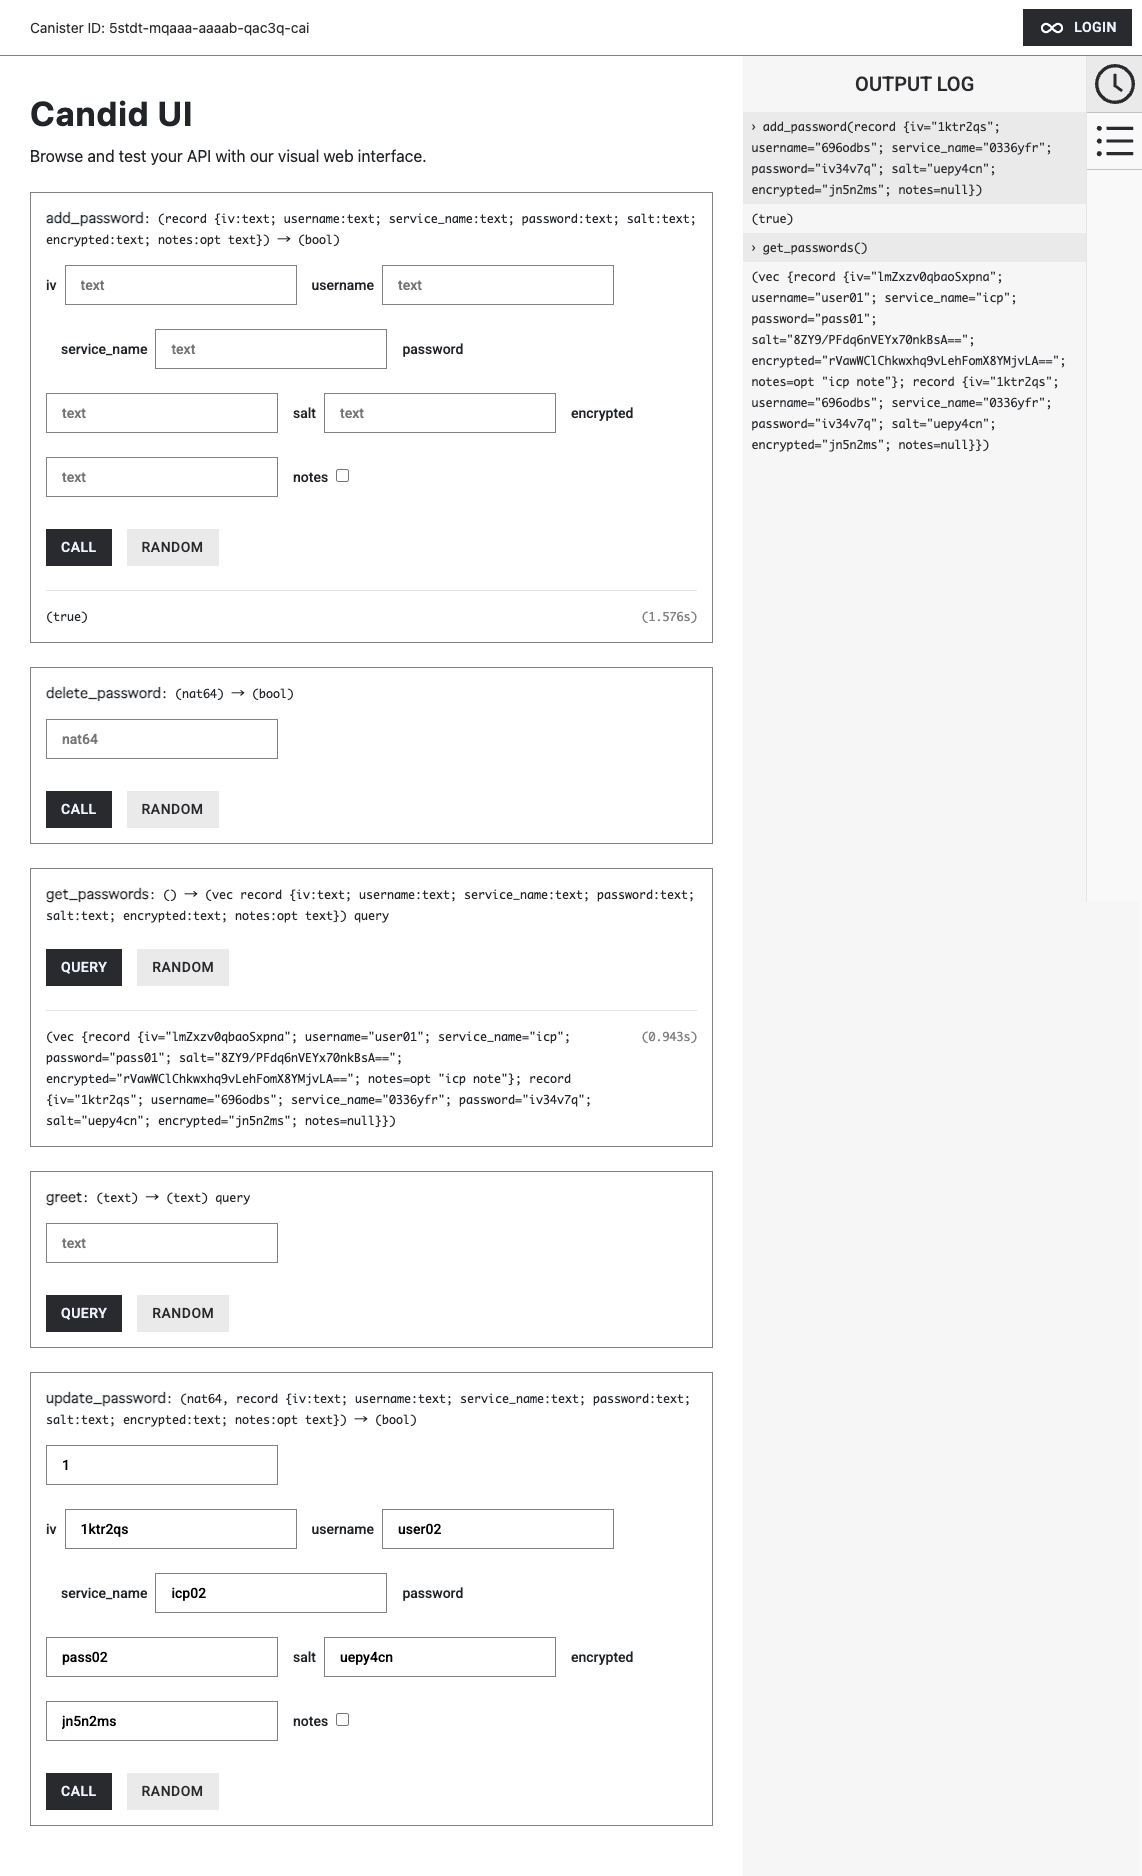 Canister ID: 5stdt-mqaaa-aaaab-qac3q-cai
LOGIN
Candid UI
Browse and test your API with our visual web interface.
add_password: (record {iv:text; username:text; service_name:text; password:text; salt:text;
encrypted:text; notes:opt text}) → (bool)
iv text username text
service_name text password
text salt text encrypted
text notes
CALL RANDOM
(true) (1.576s)
delete_password: (nat64) → (bool)
nat64
CALL RANDOM
get_passwords: () → (vec record {iv:text; username:text; service_name:text; password:text;
salt:text; encrypted:text; notes:opt text}) query
QUERY RANDOM
(vec {record {iv="lmZxzv0qbaoSxpna"; username="user01"; service_name="icp"; (0.943s)
password="pass01"; salt="8ZY9/PFdq6nVEYx70nkBsA==";
encrypted="rVawWClChkwxhq9vLehFomX8YMjvLA=="; notes=opt "icp note"}; record
{iv="1ktr2qs"; username="696odbs"; service_name="0336yfr"; password="iv34v7q";
salt="uepy4cn"; encrypted="jn5n2ms"; notes=null}})
greet: (text) → (text) query
text
QUERY RANDOM
update_password: (nat64, record {iv:text; username:text; service_name:text; password:text;
salt:text; encrypted:text; notes:opt text}) → (bool)
1
iv 1ktr2qs username user02
service_name icp02 password
pass02 salt uepy4cn encrypted
jn5n2ms notes
CALL RANDOM
OUTPUT LOG
› add_password(record {iv="1ktr2qs";
username="696odbs"; service_name="0336yfr";
password="iv34v7q"; salt="uepy4cn";
encrypted="jn5n2ms"; notes=null})
(true)
› get_passwords()
(vec {record {iv="lmZxzv0qbaoSxpna";
username="user01"; service_name="icp";
password="pass01";
salt="8ZY9/PFdq6nVEYx70nkBsA==";
encrypted="rVawWClChkwxhq9vLehFomX8YMjvLA==";
notes=opt "icp note"}; record {iv="1ktr2qs";
username="696odbs"; service_name="0336yfr";
password="iv34v7q"; salt="uepy4cn";
encrypted="jn5n2ms"; notes=null}})